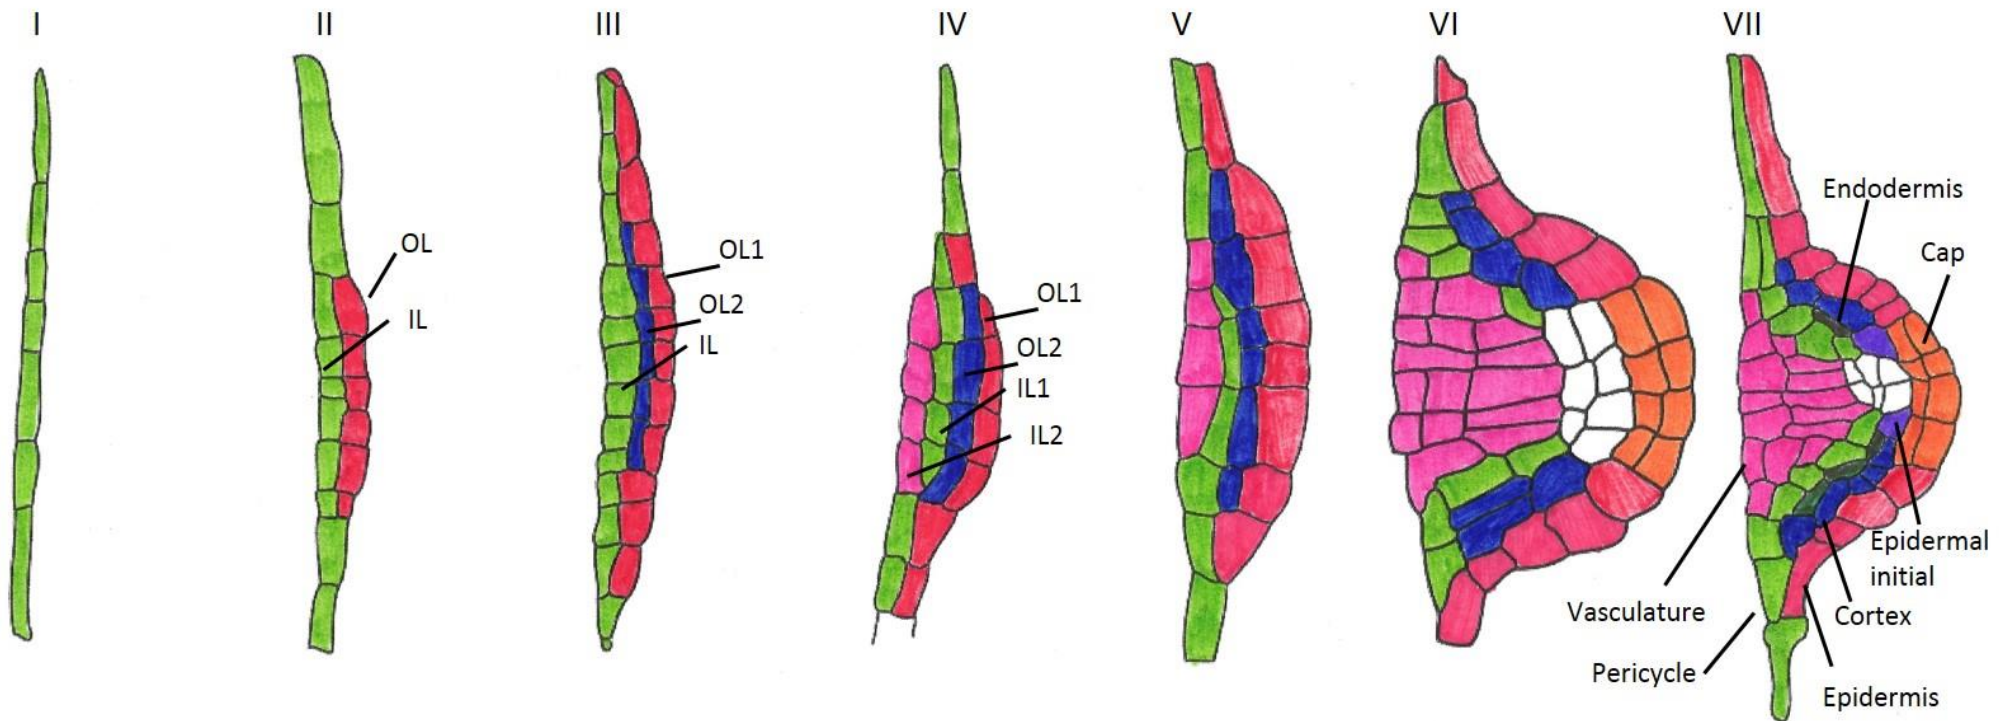 I
II
III
IV
V
VI
VII
OL
IL
OL1
OL2
IL
OL1
OL2
IL1
IL2
Endodermis
Cap
Epidermal
initial
Vasculature
Cortex
Pericycle
Epidermis